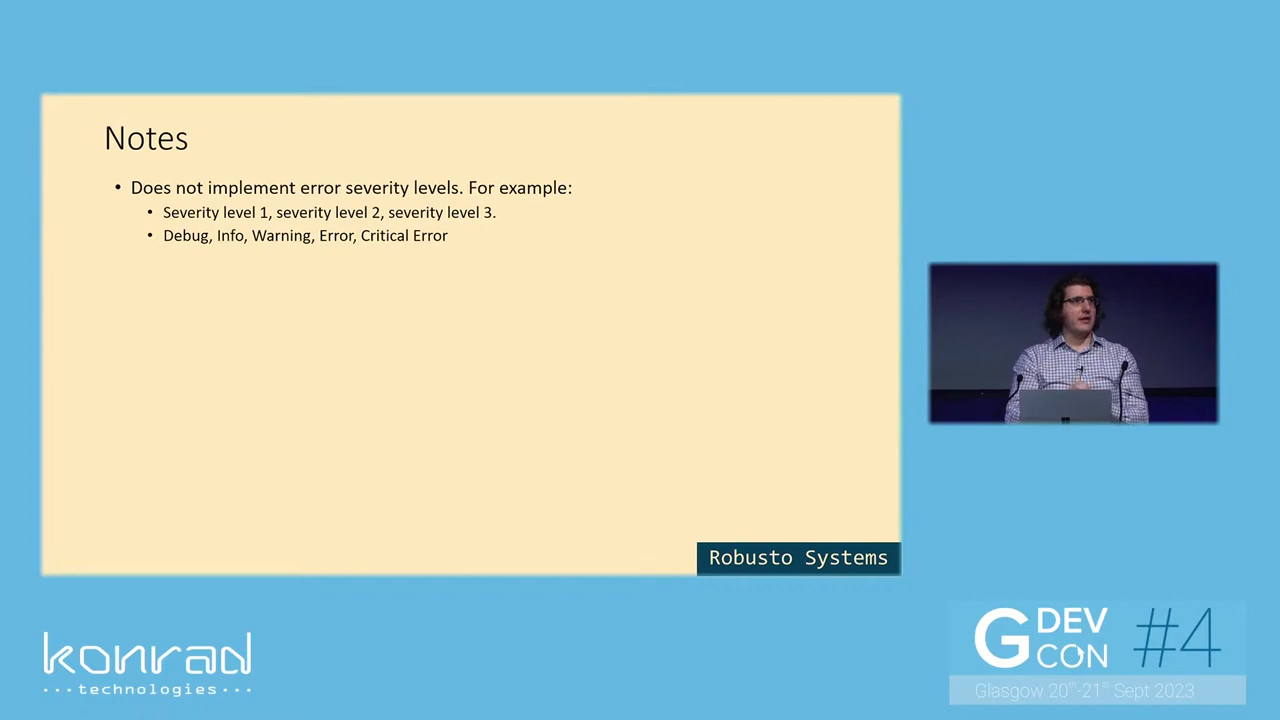 Notes
• Does not implement error severity levels. For example:
• Severity level 1, severity level 2, severity level 3.
• Debug, Info, Warning, Error, Critical Error
Robusto Systems
konrad
···technologies···
G DEV CON #4
Glasgow 20th-21st Sept 2023